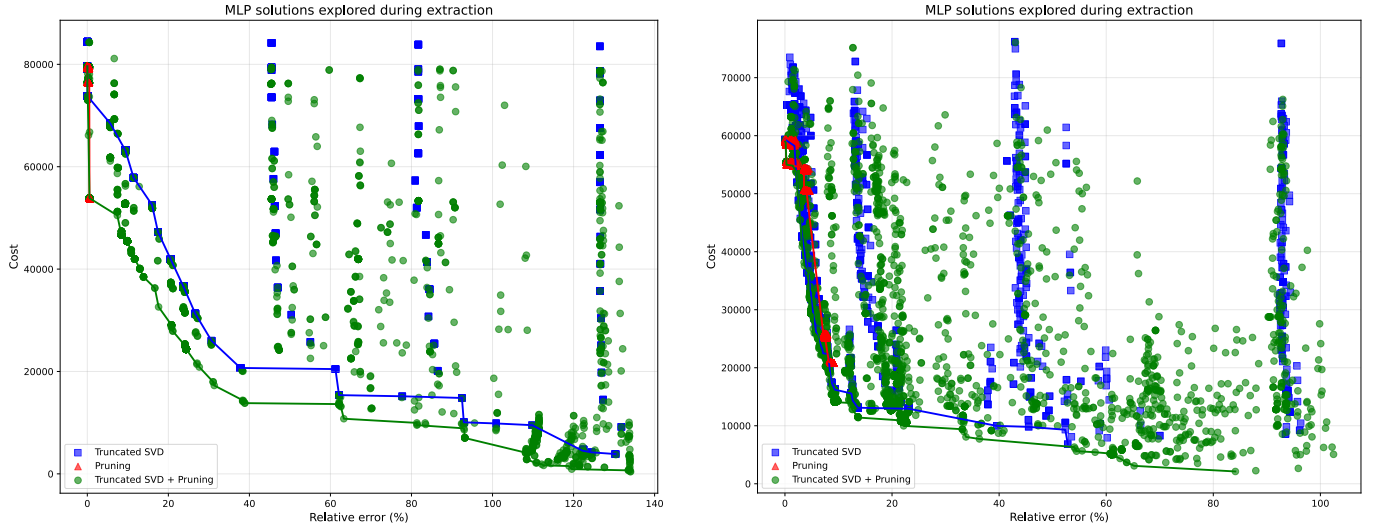 MLP solutions explored during extraction
Cost
80000
60000
40000
20000
0
Truncated SVD
Pruning
Truncated SVD + Pruning
0 20 40 60 80 100 120 140
Relative error (%)
MLP solutions explored during extraction
Cost
70000
60000
50000
40000
30000
20000
10000
0
Truncated SVD
Pruning
Truncated SVD + Pruning
0 20 40 60 80 100
Relative error (%)